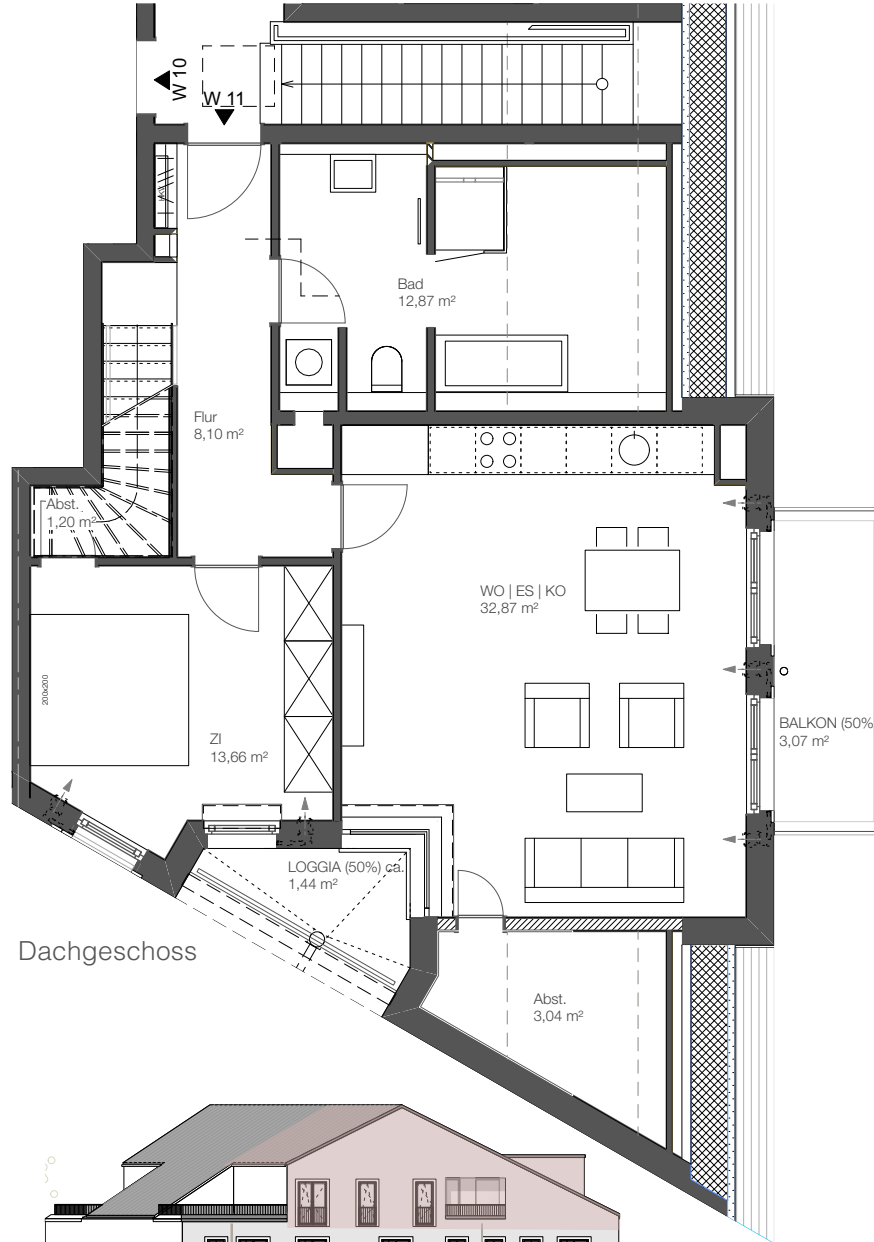 W 10
W 11
Bad
12,87 m²
Flur
8,10 m²
Abst.
1,20 m²
WO | ES | KO
32,87 m²
200x200
ZI
13,66 m²
BALKON (50%
3,07 m²
LOGGIA (50%) ca.
1,44 m²
Dachgeschoss
Abst.
3,04 m²